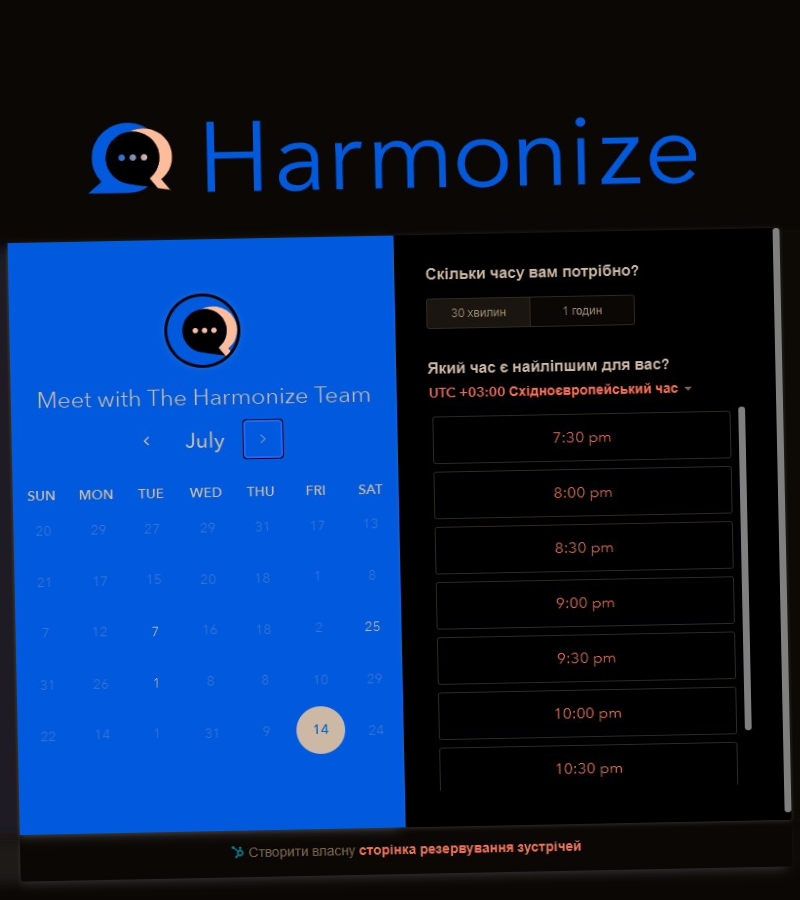 Harmonize
Meet with The Harmonize Team
July
SUN MON TUE WED THU FRI SAT
20 29 27 29 31 17 13
21 17 15 20 18 1 8
7 12 7 16 18 2 25
31 26 1 8 8 10 29
22 14 1 31 9 14 24
Скільки часу вам потрібно?
30 хвилин 1 годин
Який час є найліпшим для вас?
UTC +03:00 Східноєвропейський час
7:30 pm
8:00 pm
8:30 pm
9:00 pm
9:30 pm
10:00 pm
10:30 pm
Створити власну сторінка резервування зустрічей